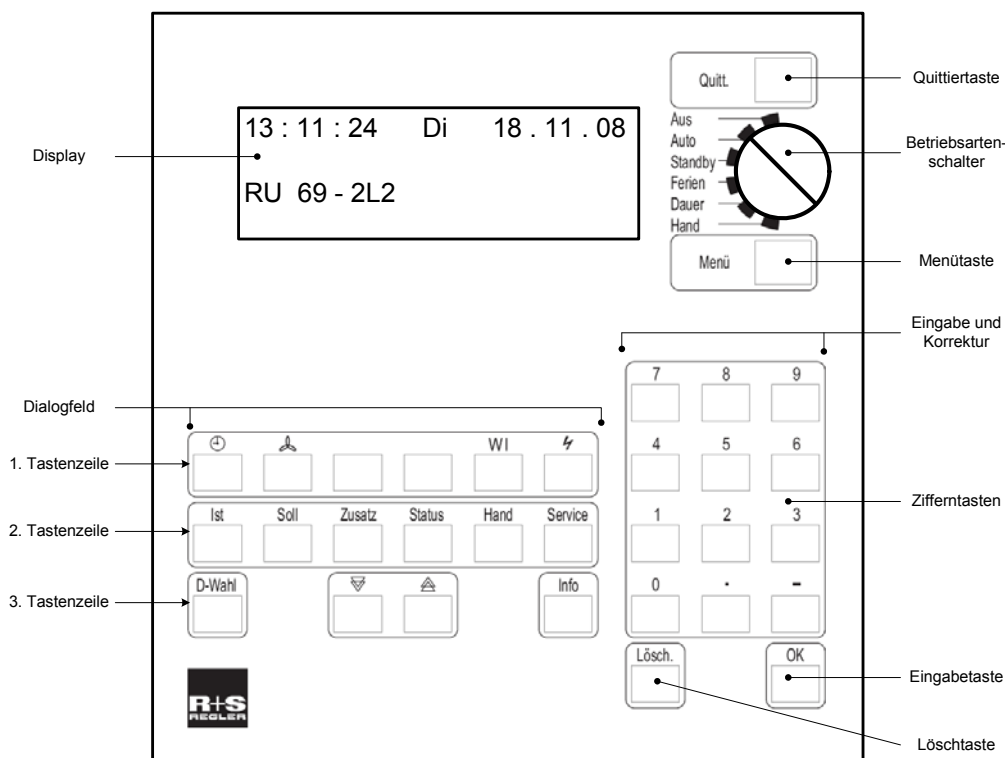 Quitt.
Quittiertaste
13 : 11 : 24 Di 18 . 11 . 08
RU 69 - 2L2
Display
Aus
Auto
Standby
Ferien
Dauer
Hand
Betriebsarten-
schalter
Menü
Menütaste
Eingabe und
Korrektur
7 8 9
4 5 6
1 2 3
0 . –
Zifferntasten
Dialogfeld
1. Tastenzeile
WI
2. Tastenzeile
Ist Soll Zusatz Status Hand Service
3. Tastenzeile
D-Wahl
Info
Lösch.
OK
Eingabetaste
Löschtaste
R+S
REGLER